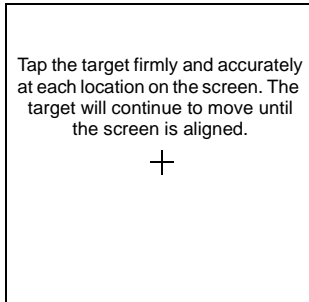 Tap the target firmly and accurately
at each location on the screen. The
target will continue to move until
the screen is aligned.